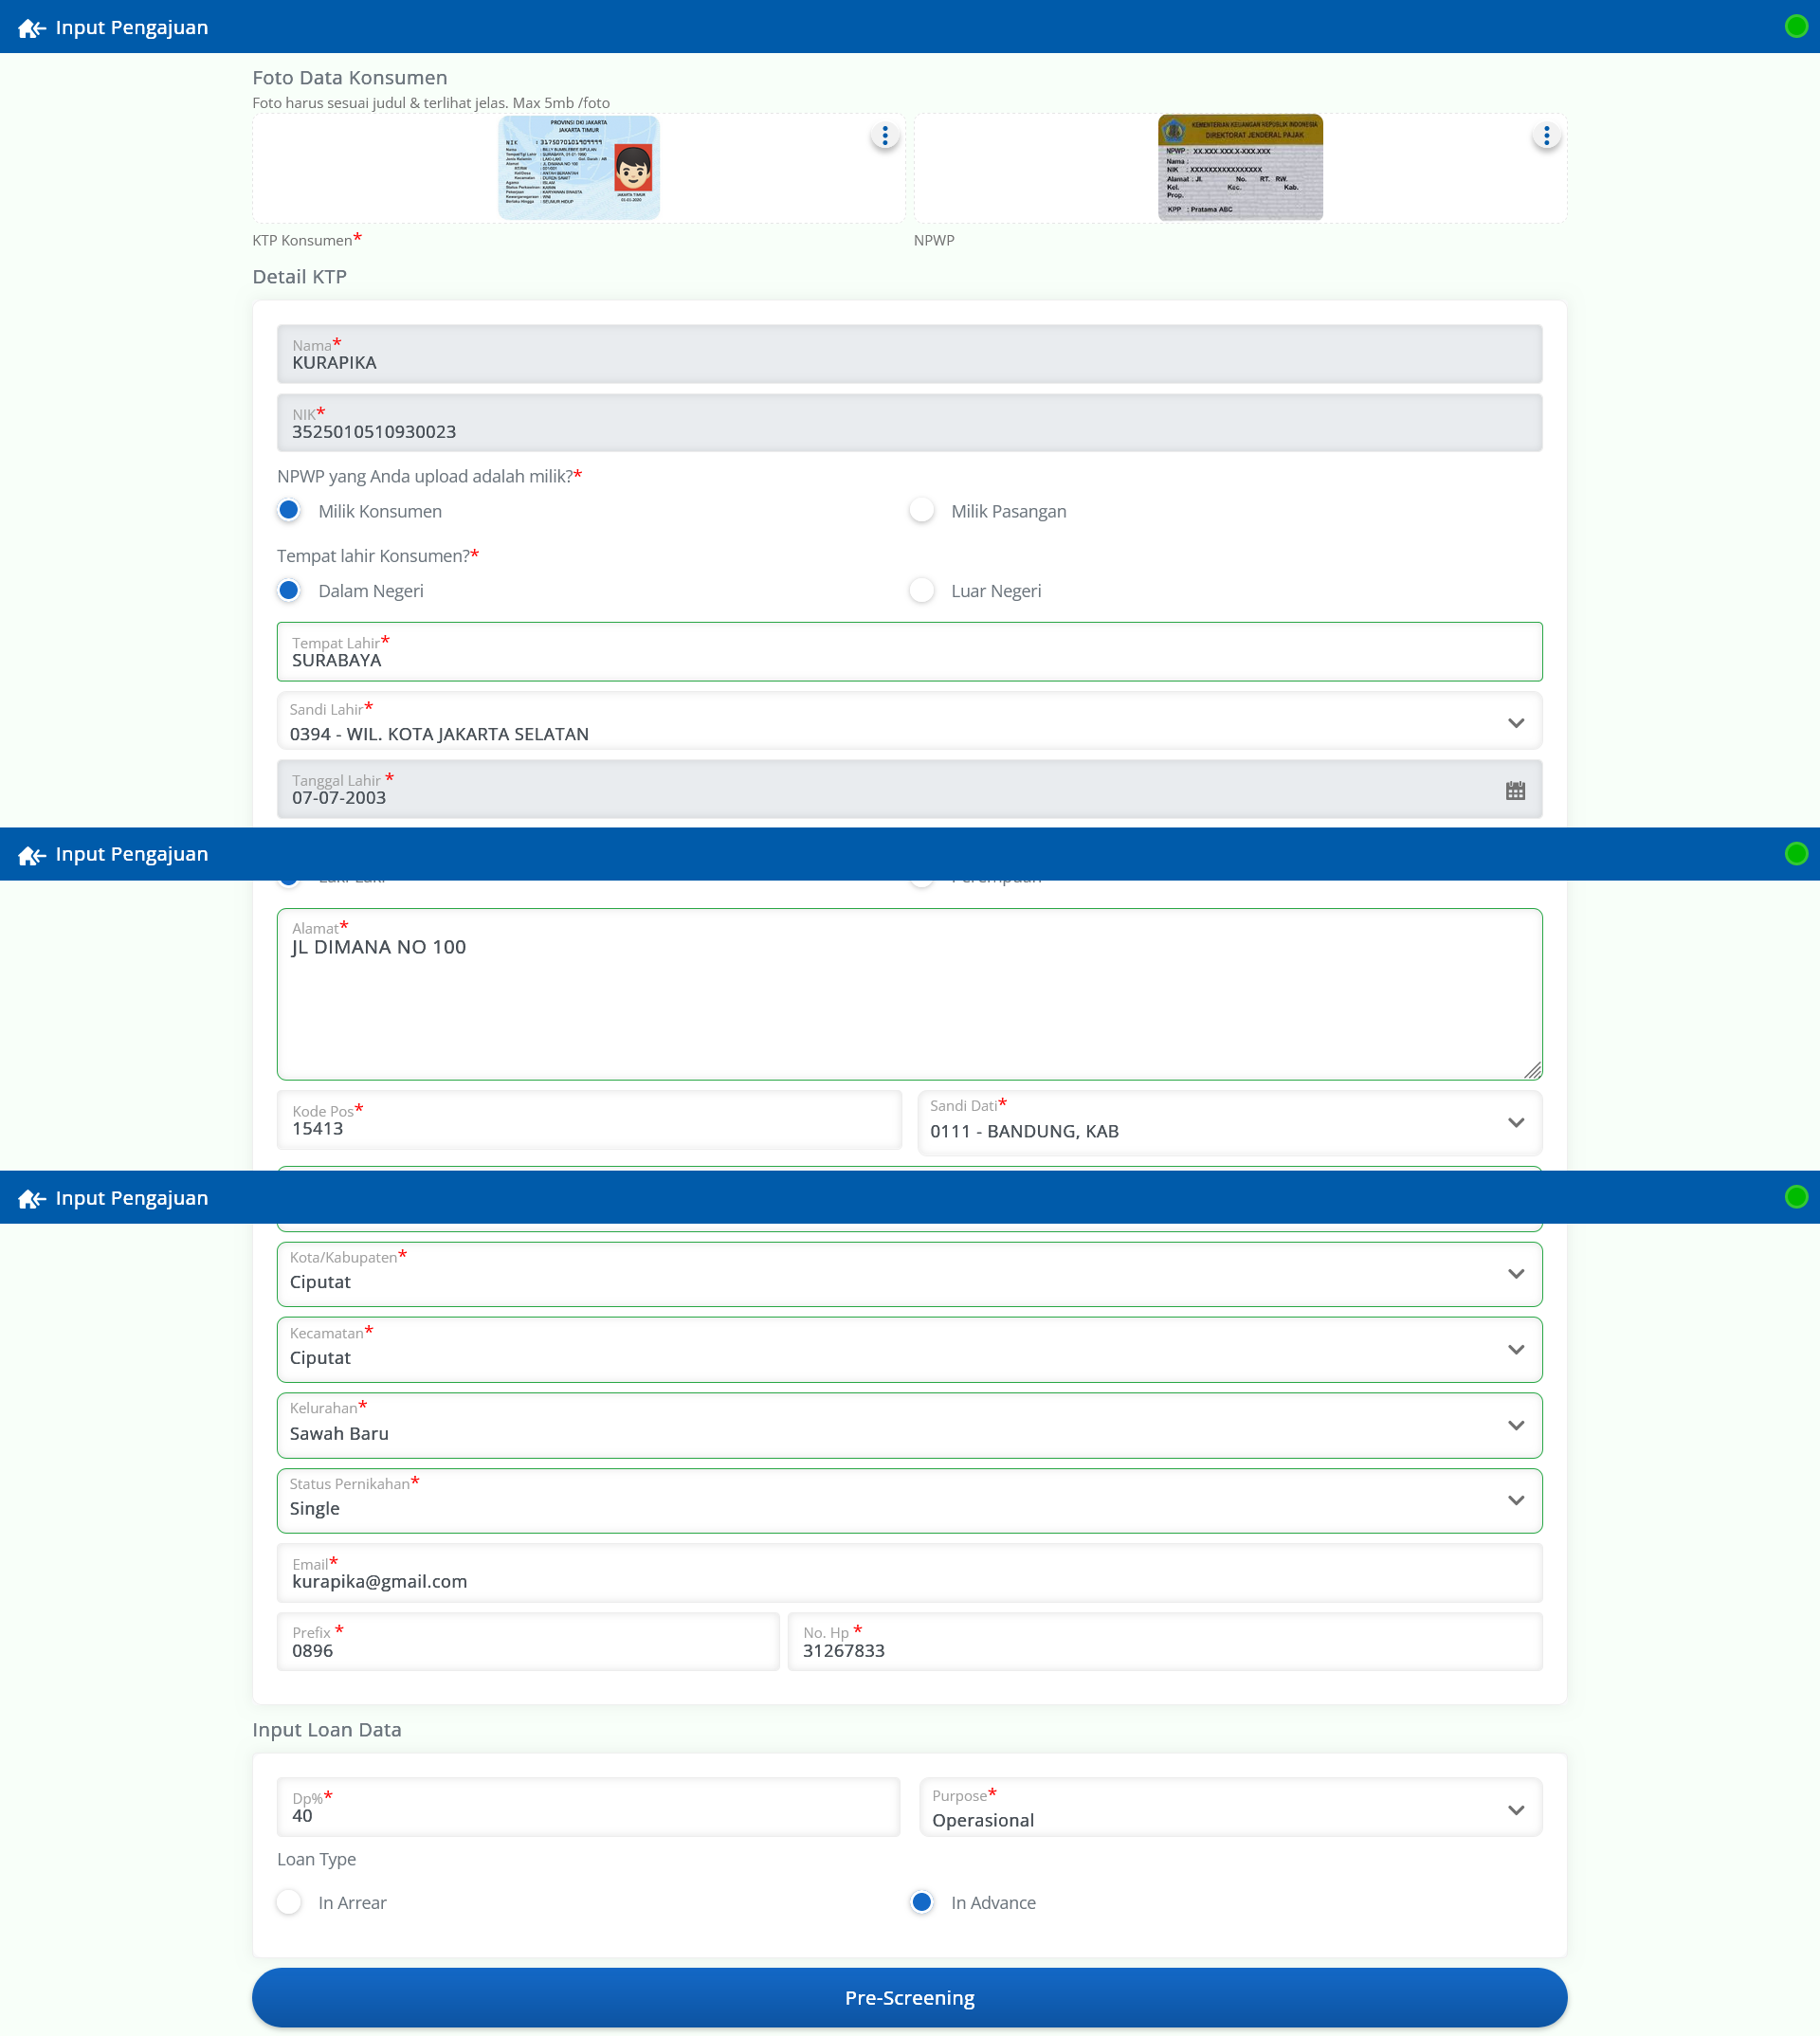 Input Pengajuan
Foto Data Konsumen
Foto harus sesuai judul & terlihat jelas. Max 5mb /foto
PROVINSI DKI JAKARTA
JAKARTA TIMUR
NIK : 3175070101909999
JAKARTA TIMUR
KEMENTERIAN KEUANGAN REPUBLIK INDONESIA
DIREKTORAT JENDERAL PAJAK
NPWP : XX.XXX.XXX.X-XXX.XXX
Nama :
NIK : XXXXXXXXXXXXXXXX
Alamat : Jl. No. RT. RW.
Kel. Kec. Kab.
Prop.
KPP : Pratama ABC
KTP Konsumen*
NPWP
Detail KTP
Nama*
KURAPIKA
NIK*
3525010510930023
NPWP yang Anda upload adalah milik?*
Milik Konsumen
Milik Pasangan
Tempat lahir Konsumen?*
Dalam Negeri
Luar Negeri
Tempat Lahir*
SURABAYA
Sandi Lahir*
0394 - WIL. KOTA JAKARTA SELATAN
Tanggal Lahir *
07-07-2003
Input Pengajuan
Alamat*
JL DIMANA NO 100
Kode Pos*
15413
Sandi Dati*
0111 - BANDUNG, KAB
Input Pengajuan
Kota/Kabupaten*
Ciputat
Kecamatan*
Ciputat
Kelurahan*
Sawah Baru
Status Pernikahan*
Single
Email*
kurapika@gmail.com
Prefix *
0896
No. Hp *
31267833
Input Loan Data
Dp%*
40
Purpose*
Operasional
Loan Type
In Arrear
In Advance
Pre-Screening